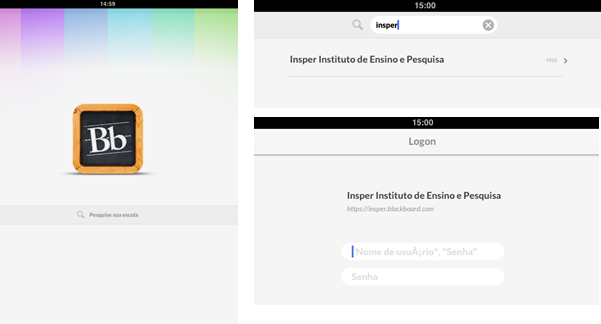 14:59
Bb
Pesquise sua escola
15:00
insper
Insper Instituto de Ensino e Pesquisa
15:00
Logon
Insper Instituto de Ensino e Pesquisa
https://insper.blackboard.com
Nome de usuÃ¡rio", "Senha"
Senha